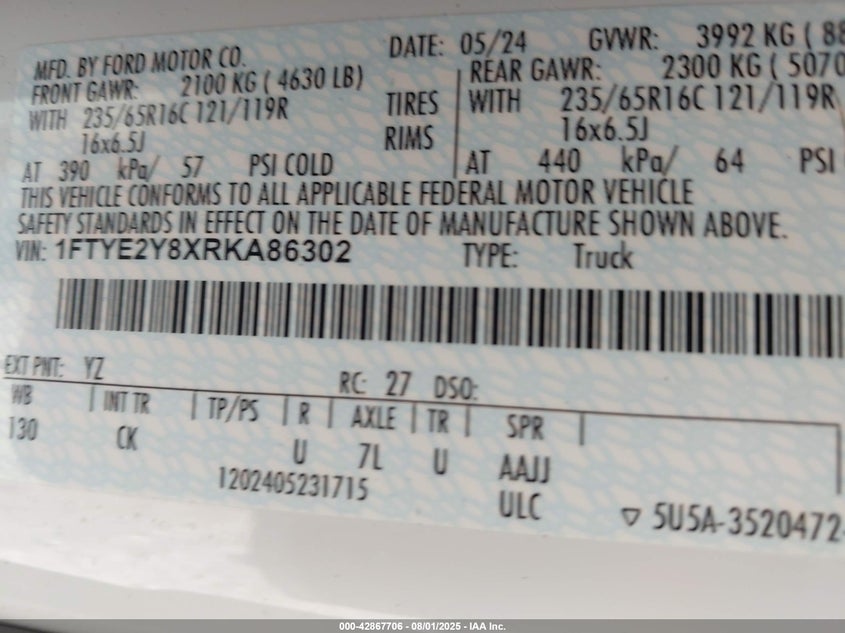 MFD. BY FORD MOTOR CO. DATE: 05/24 GVWR: 3992 KG (
FRONT GAWR: 2100 KG ( 4630 LB) REAR GAWR: 2300 KG ( 5070
WITH 235/65R16C 121/119R TIRES WITH 235/65R16C 121/119R
16x6.5J RIMS 16x6.5J
AT 390 kPa/ 57 PSI COLD AT 440 kPa/ 64 PSI
THIS VEHICLE CONFORMS TO ALL APPLICABLE FEDERAL MOTOR VEHICLE
SAFETY STANDARDS IN EFFECT ON THE DATE OF MANUFACTURE SHOWN ABOVE.
VIN: 1FTYE2Y8XRKA86302 TYPE: Truck
EXT PNT: YZ RC: 27 DSO:
WB INT TR TP/PS R AXLE TR SPR
130 CK U 7L U AAJJ
1202405231715 ULC
5U5A-3520472-
000-42867706 - 08/01/2025 - IAA Inc.